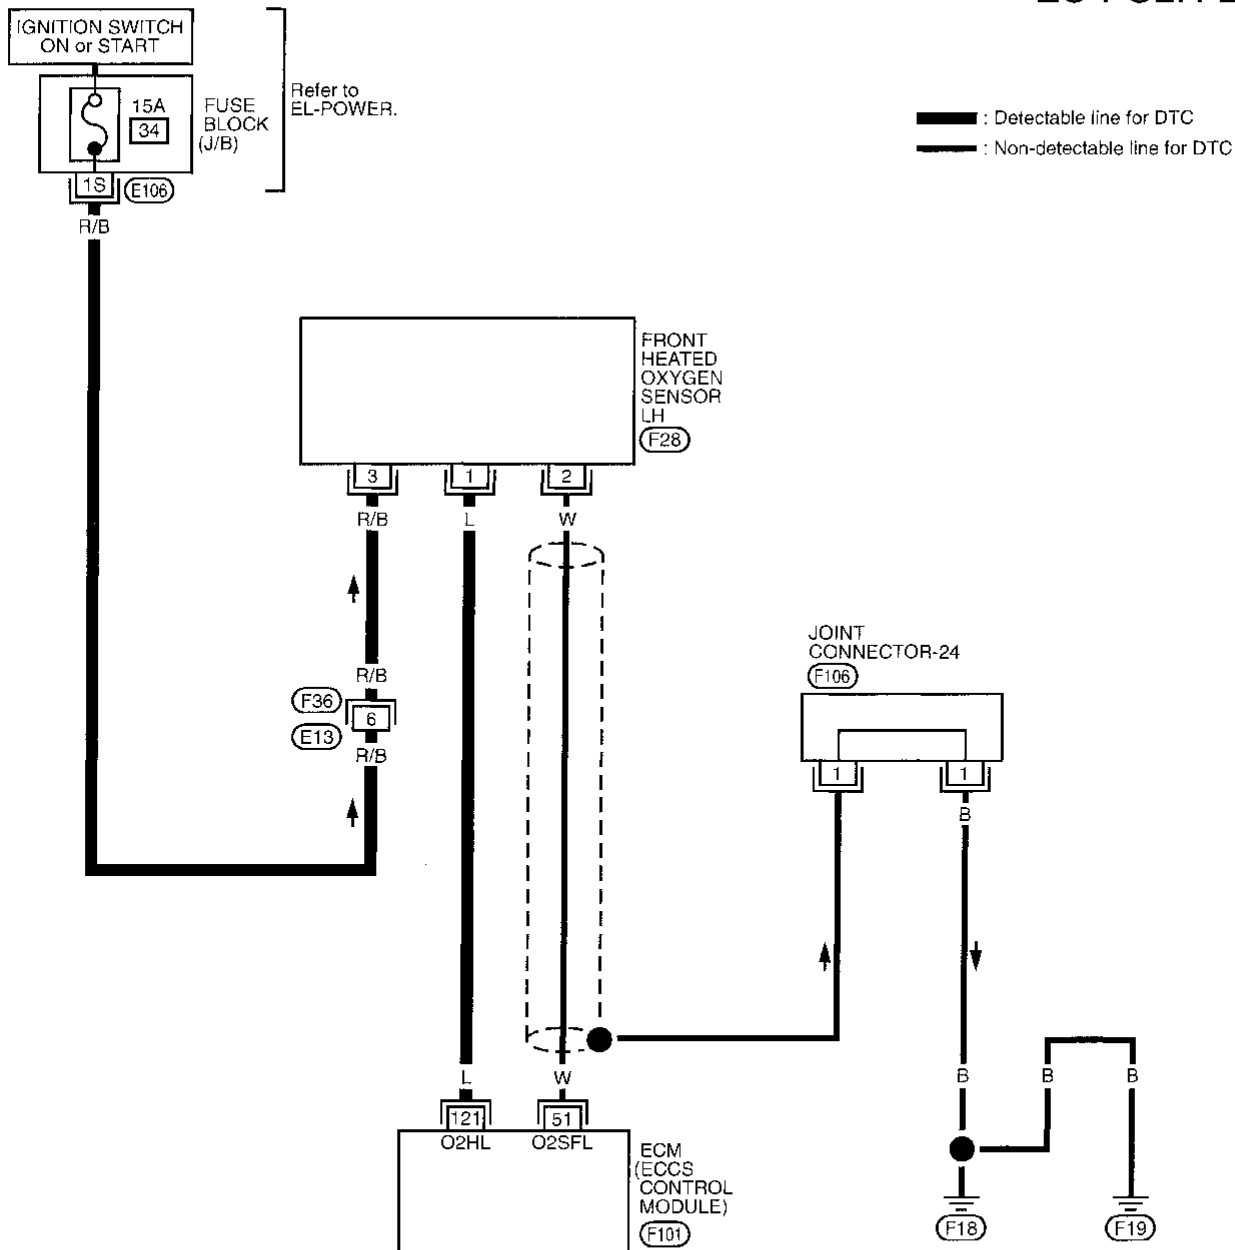 IGNITION SWITCH
ON or START
15A
34
FUSE
BLOCK
(J/B)
Refer to
EL-POWER.
1S
E106
R/B
: Detectable line for DTC
: Non-detectable line for DTC
FRONT
HEATED
OXYGEN
SENSOR
LH
F28
3
1
2
R/B
L
W
R/B
F36
6
E13
R/B
JOINT
CONNECTOR-24
F106
1
1
B
L
W
B
B
B
121
51
O2HL
O2SFL
ECM
(ECCS
CONTROL
MODULE)
F101
F18
F19